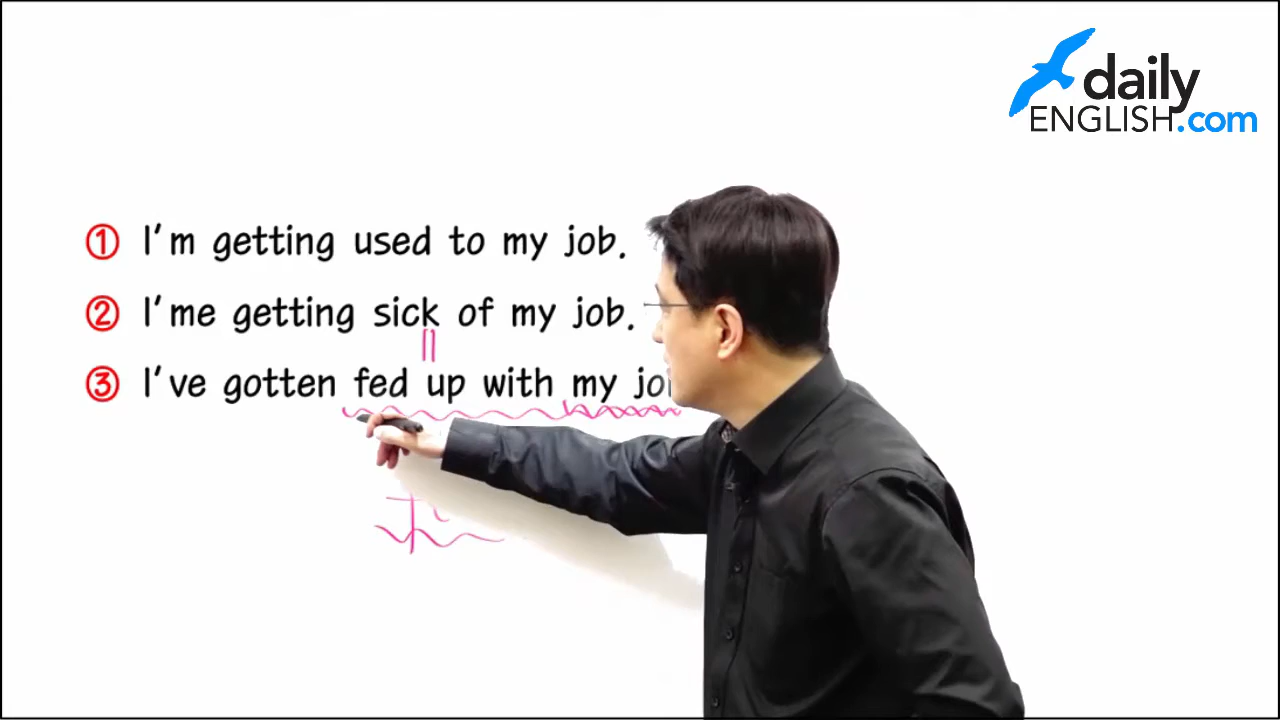 daily
ENGLISH.com
① I'm getting used to my job.
② I'me getting sick of my job.
③ I've gotten fed up with my